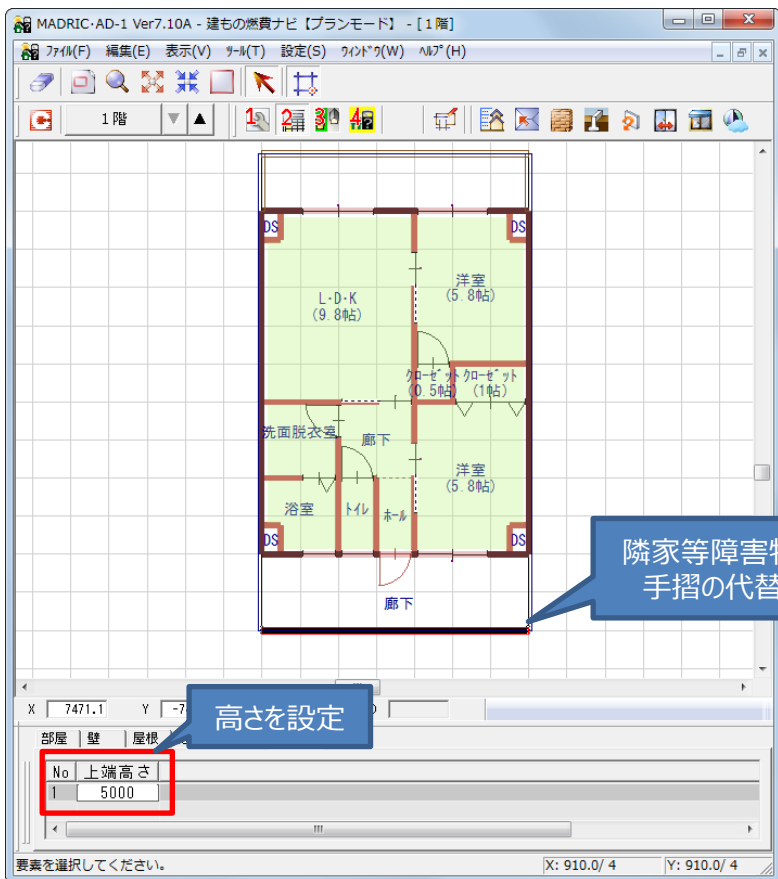 MADRIC･AD-1 Ver7.10A - 建もの燃費ナビ【プランモード】 - [１階]
ﾌｧｲﾙ(F) 編集(E) 表示(V) ﾂｰﾙ(T) 設定(S) ｳｨﾝﾄﾞｳ(W) ﾍﾙﾌﾟ(H)
１階
1 2 3 4
DS
DS
洋室
(5.8帖)
L･D･K
(9.8帖)
ｸﾛｰｾﾞｯﾄ ｸﾛｰｾﾞｯﾄ
(0.5帖) (1帖)
洗面脱衣室
廊下
洋室
(5.8帖)
浴室 ﾄｲﾚ ﾎｰﾙ
DS
DS
隣家等障害物
手摺の代替
廊下
X 7471.1 Y -7
高さを設定
部屋 壁 屋根
No 上端高さ
1 5000
要素を選択してください。 X: 910.0/ 4 Y: 910.0/ 4